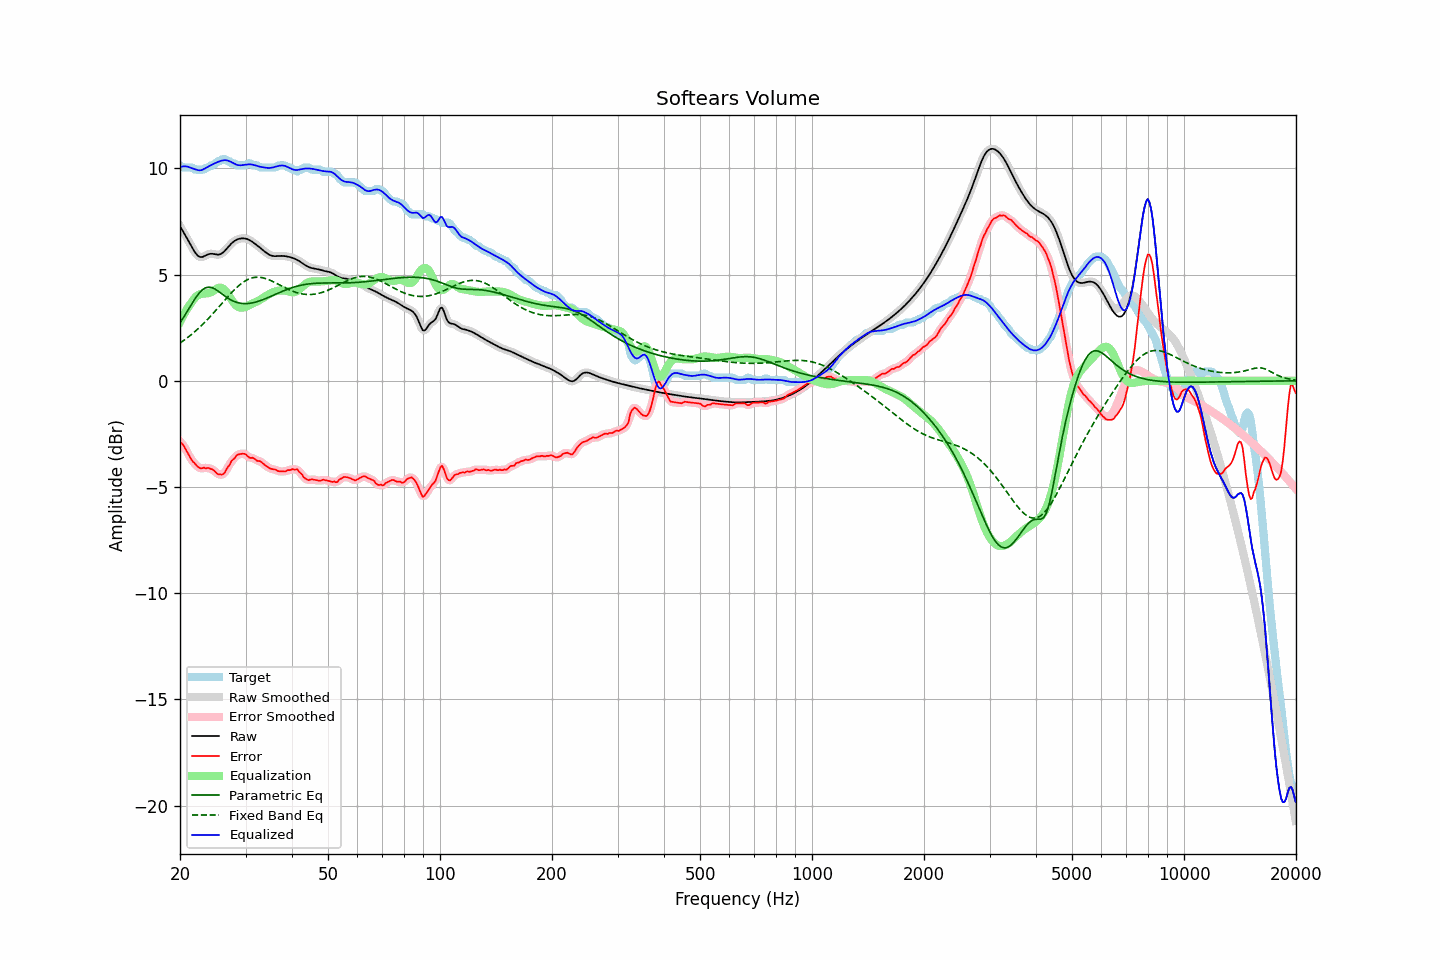 Softears Volume
Amplitude (dBr)
10
5
0
−5
−10
−15
−20
Target
Raw Smoothed
Error Smoothed
Raw
Error
Equalization
Parametric Eq
Fixed Band Eq
Equalized
20 50 100 200 500 1000 2000 5000 10000 20000
Frequency (Hz)